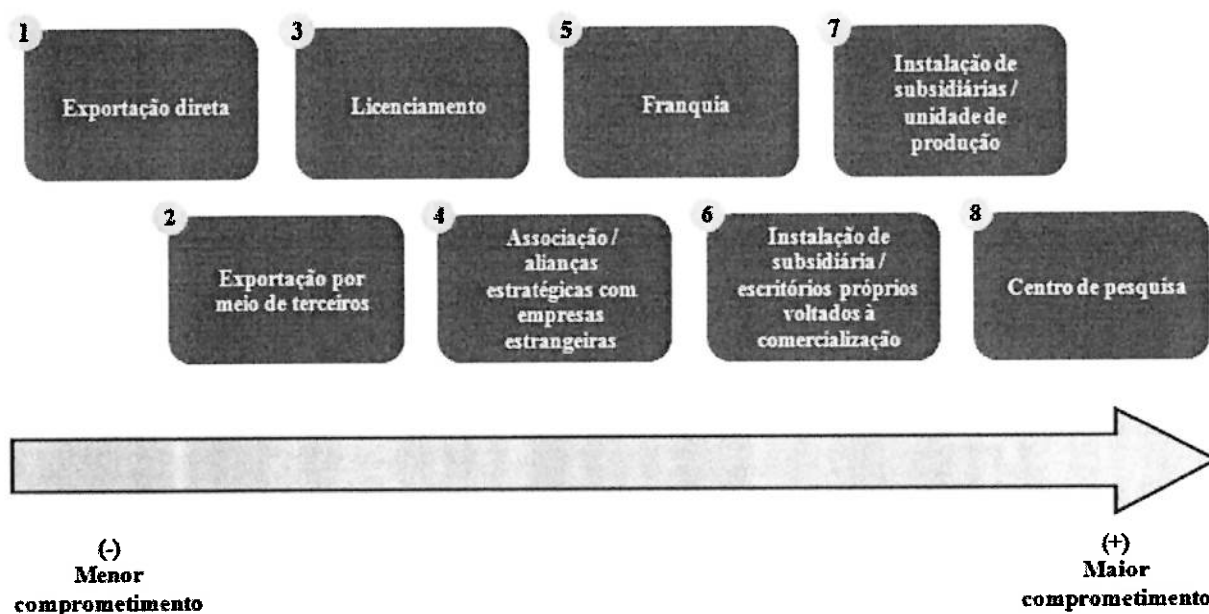 1
Exportação direta
3
Licenciamento
5
Franquia
7
Instalação de
subsidiárias /
unidade de
produção
2
Exportação por
meio de terceiros
4
Associação /
alianças
estratégicas com
empresas
estrangeiras
6
Instalação de
subsidiária /
escritórios próprios
voltados à
comercialização
8
Centro de pesquisa
(-)
Menor
comprometimento
(+)
Maior
comprometimento